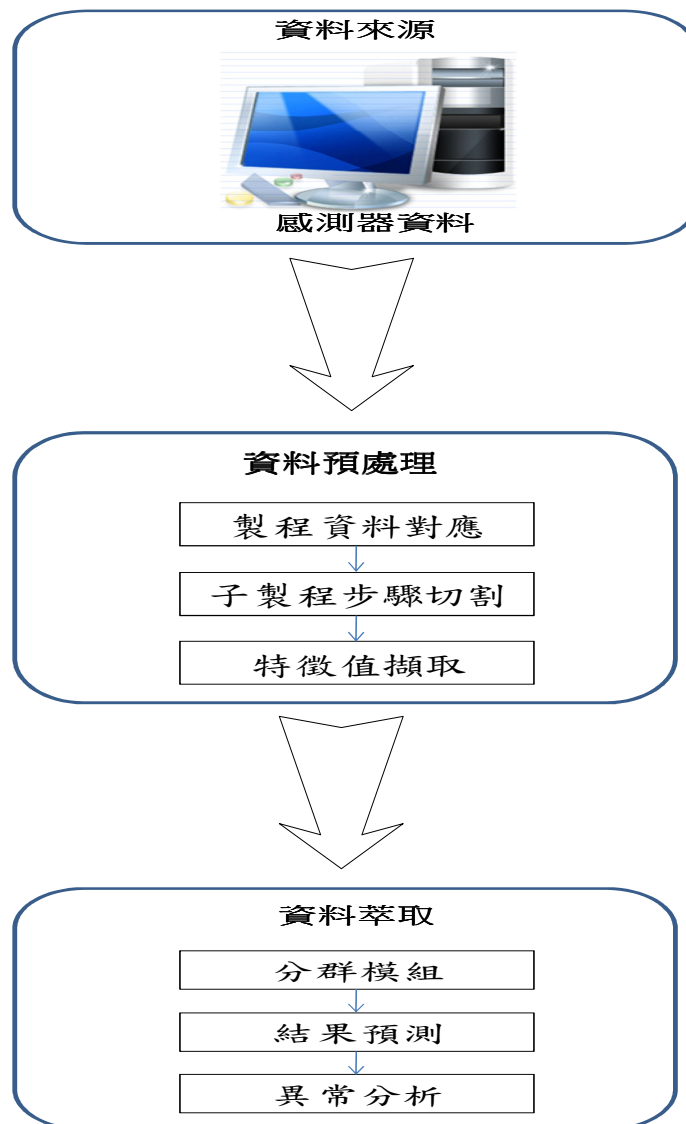 資料來源
感測器資料
資料預處理
製程資料對應
子製程步驟切割
特徵值擷取
資料萃取
分群模組
結果預測
異常分析